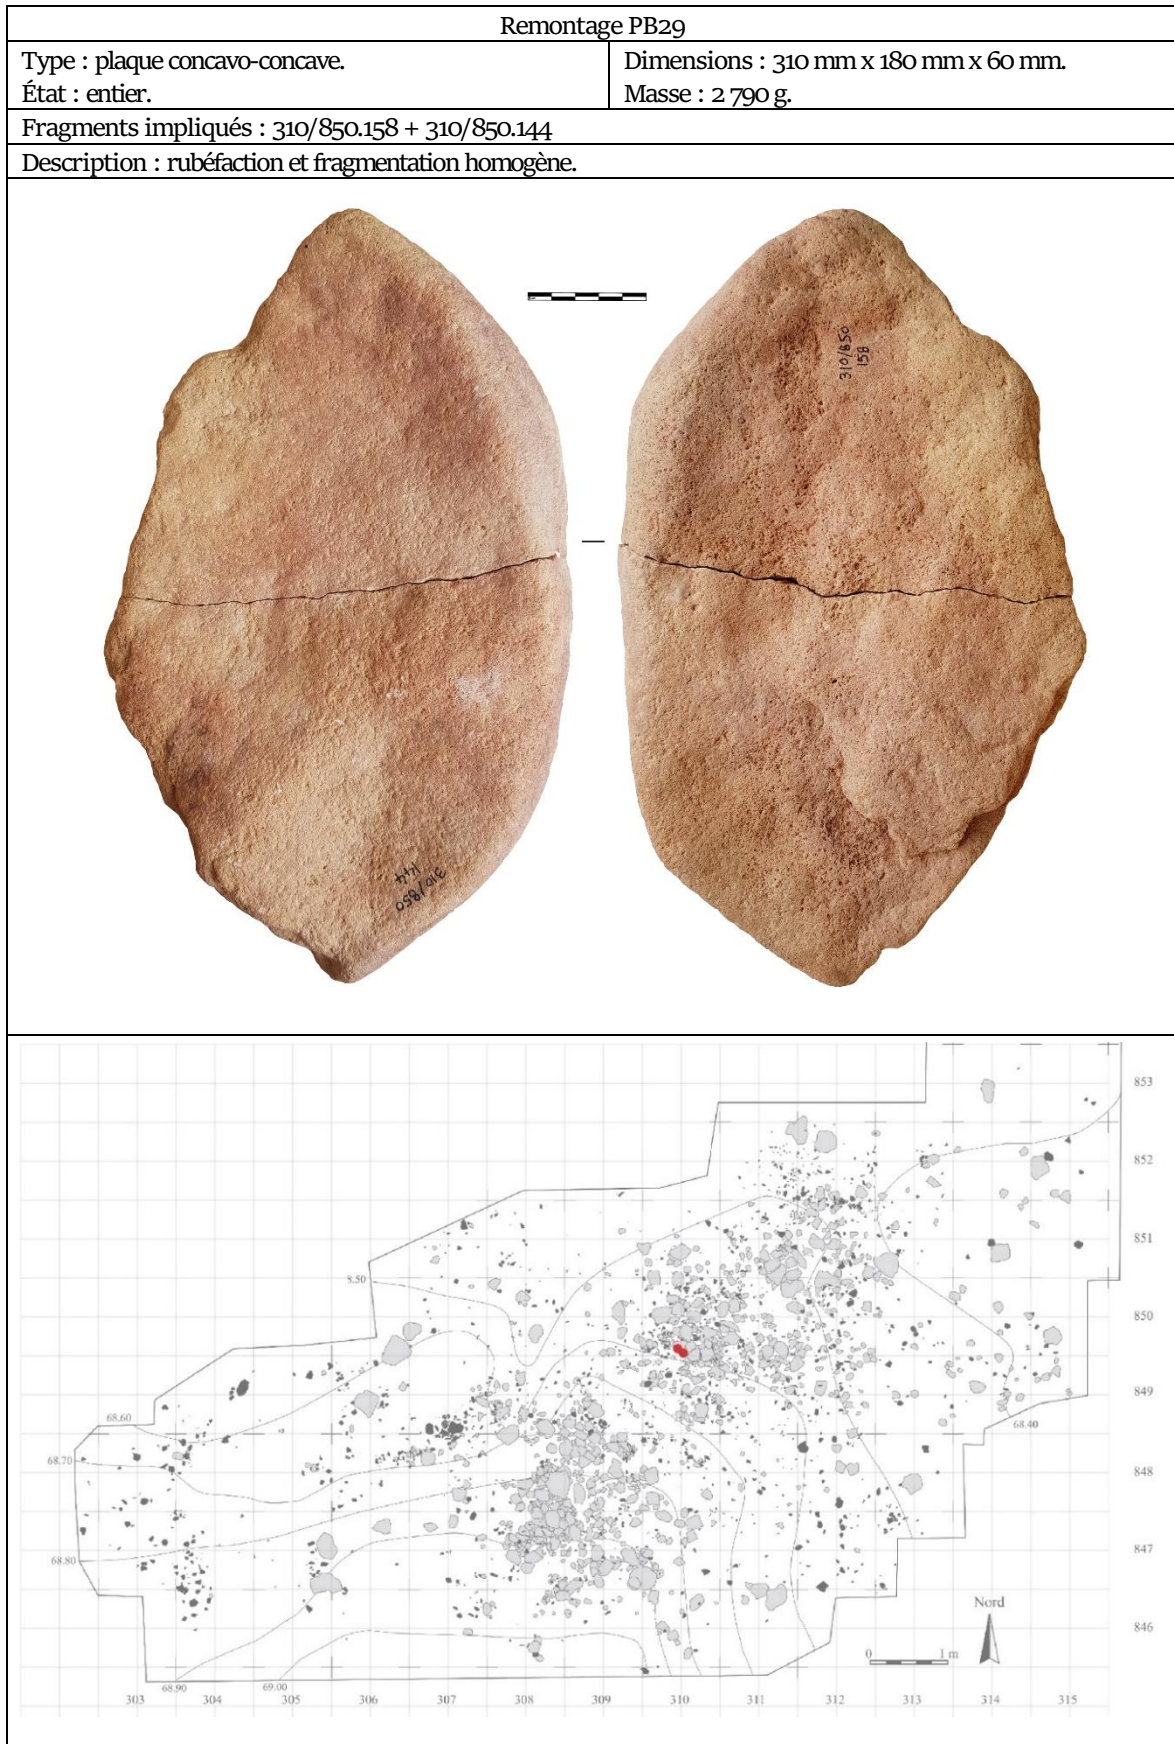 Remontage PB29
Type : plaque concavo-concave.
État : entier.
Dimensions : 310 mm x 180 mm x 60 mm.
Masse : 2 790 g.
Fragments impliqués : 310/850.158 + 310/850.144
Description : rubéfaction et fragmentation homogène.
310/850
158
310/850
144
853
852
851
850
849
848
847
846
8.50
68.60
68.70
68.80
68.90
69.00
68.40
Nord
0 1 m
303 304 305 306 307 308 309 310 311 312 313 314 315